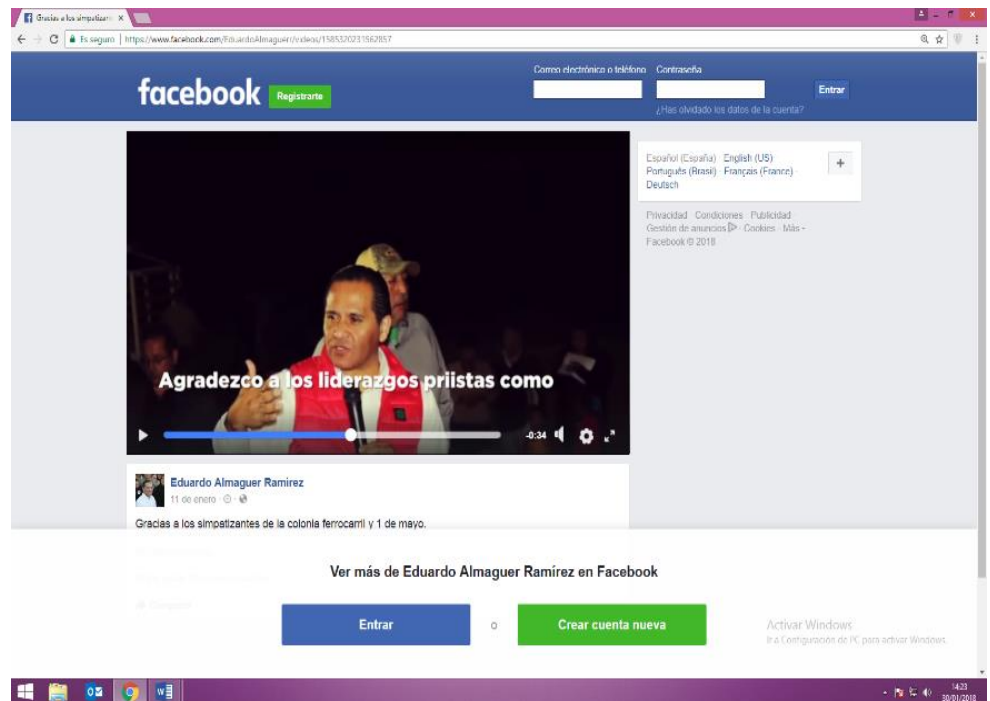 Gracias a los simpatizan
Es seguro | https://www.facebook.com/EduardoAlmaguerr/videos/1585320231562857
Correo electrónico o teléfono Contraseña
facebook Registrarte Entrar
¿Has olvidado los datos de la cuenta?
Español (España) · English (US) ·
Português (Brasil) · Français (France) ·
Deutsch
Privacidad · Condiciones · Publicidad ·
Gestión de anuncios · Cookies · Más
Facebook © 2018
Agradezco a los liderazgos priistas como
-0:34
Eduardo Almaguer Ramirez
11 de enero
Gracias a los simpatizantes de la colonia ferrocarril y 1 de mayo.
Ver más de Eduardo Almaguer Ramírez en Facebook
Entrar o Crear cuenta nueva
Activar Windows
Ir a Configuración de PC para activar Windows.
14:23
30/01/2018